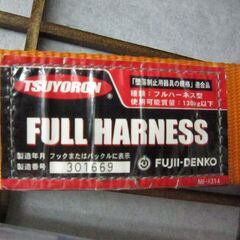 TSUYORON
「墜落制止用器具の規格」適合品
種類：フルハーネス型
使用可能質量：130kg以下
FULL HARNESS
製造年月 フックまたはバックルに表示
製造番号 301669
FUJII-DENKO